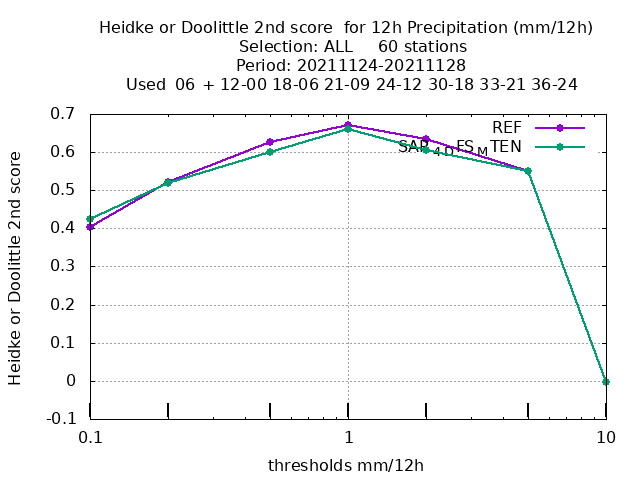 Heidke or Doolittle 2nd score for 12h Precipitation (mm/12h)
Selection: ALL 60 stations
Period: 20211124-20211128
Used 06 + 12-00 18-06 21-09 24-12 30-18 33-21 36-24
REF
TEN
0.7
0.6
0.5
0.4
0.3
0.2
0.1
0
-0.1
0.1
1
10
Heidke or Doolittle 2nd score
thresholds mm/12h